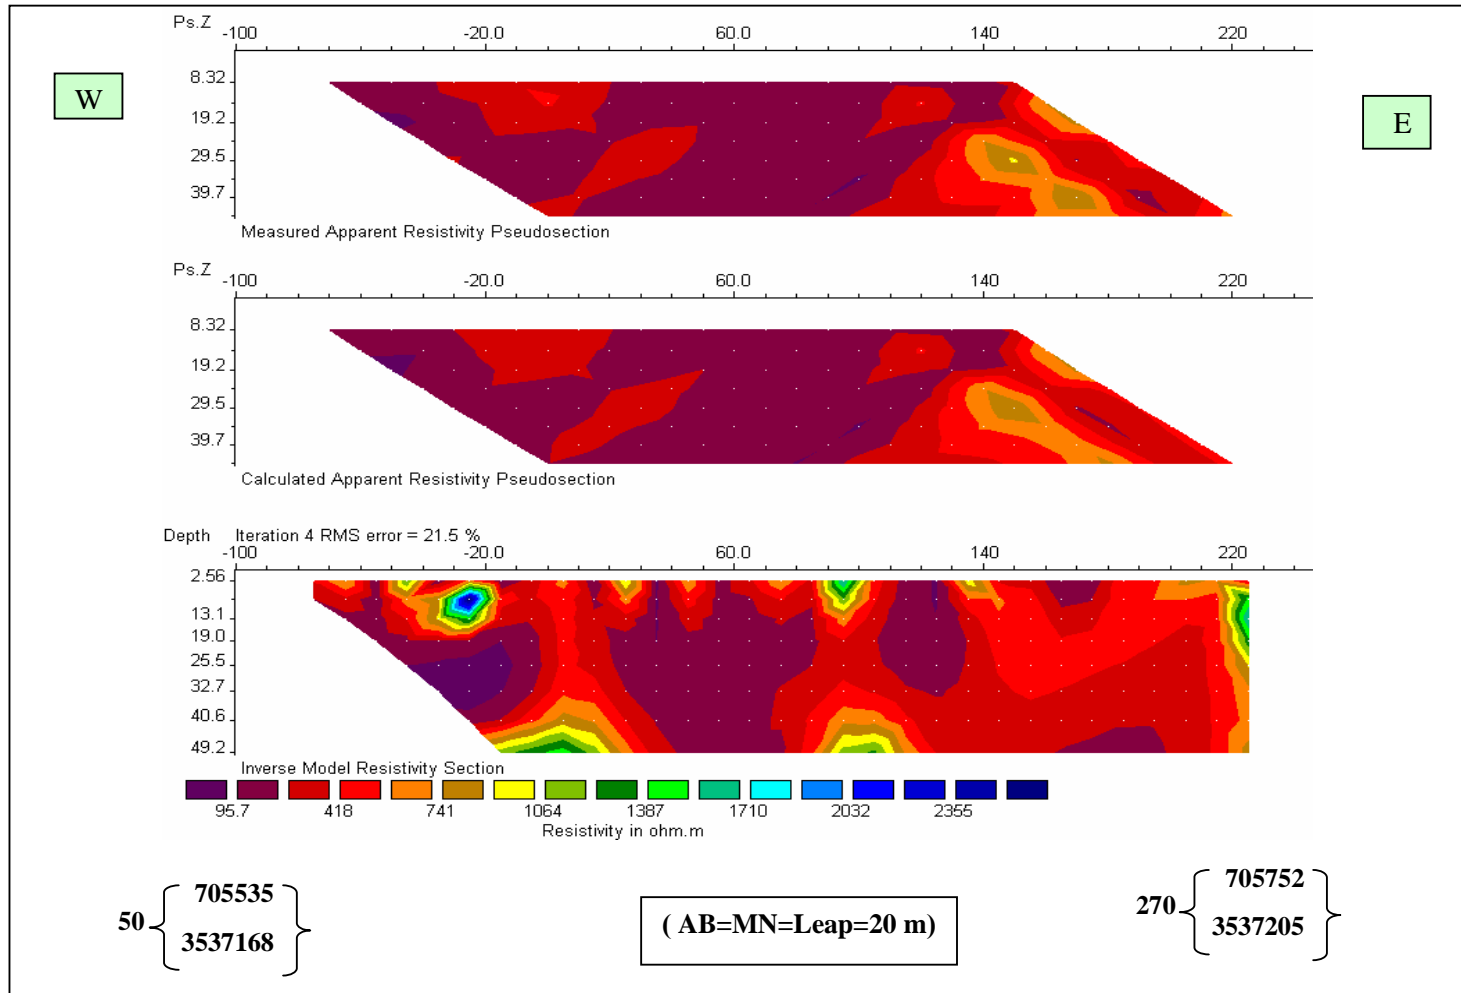 Ps.Z
-100 -20.0 60.0 140 220
8.32
19.2
29.5
39.7
Measured Apparent Resistivity Pseudosection
W
E
Ps.Z
-100 -20.0 60.0 140 220
8.32
19.2
29.5
39.7
Calculated Apparent Resistivity Pseudosection
Depth Iteration 4 RMS error = 21.5 %
-100 -20.0 60.0 140 220
2.56
13.1
19.0
25.5
32.7
40.6
49.2
Inverse Model Resistivity Section
95.7 418 741 1064 1387 1710 2032 2355
Resistivity in ohm.m
50 { 705535
3537168 }
( AB=MN=Leap=20 m)
270 { 705752
3537205 }